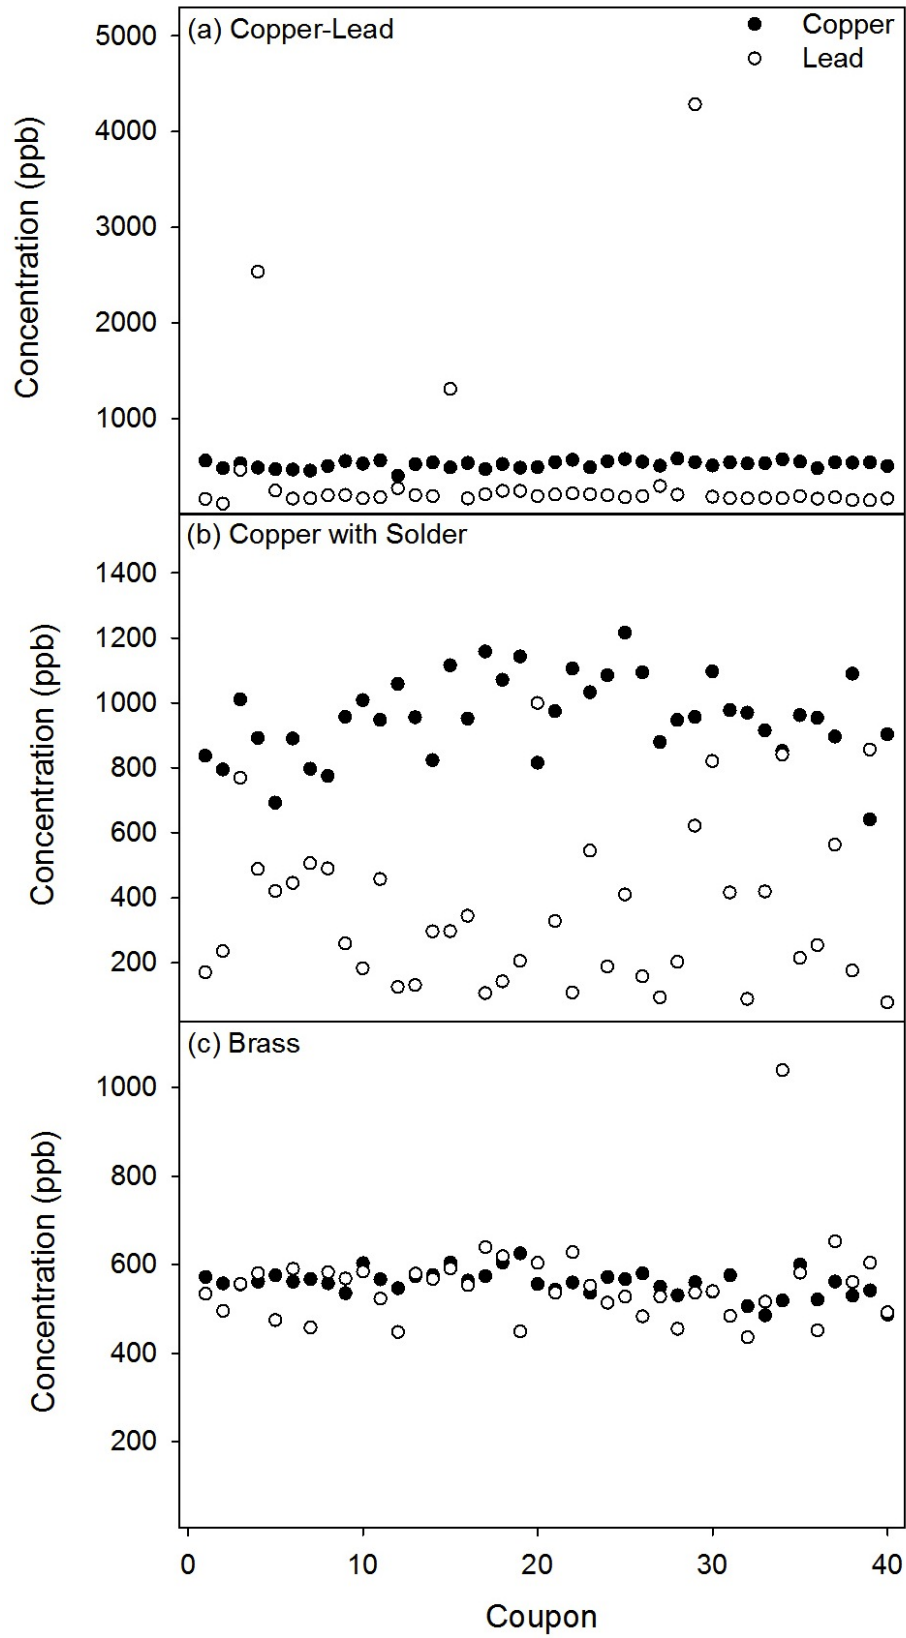 (a) Copper-Lead
Copper
Lead
5000
4000
3000
2000
1000
Concentration (ppb)
(b) Copper with Solder
1400
1200
1000
800
600
400
200
Concentration (ppb)
(c) Brass
1000
800
600
400
200
Concentration (ppb)
0 10 20 30 40
Coupon